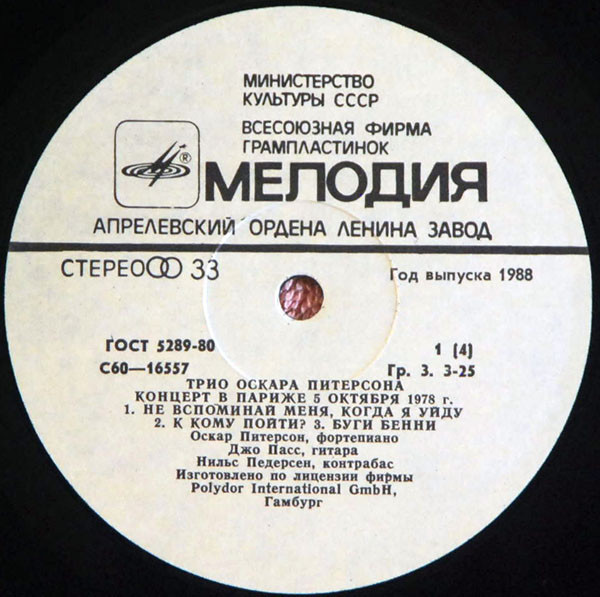 МИНИСТЕРСТВО
КУЛЬТУРЫ СССР
ВСЕСОЮЗНАЯ ФИРМА
ГРАМПЛАСТИНОК
® МЕЛОДИЯ
АПРЕЛЕВСКИЙ ОРДЕНА ЛЕНИНА ЗАВОД
СТЕРЕО 33
Год выпуска 1988
ГОСТ 5289-80
1 (4)
С60—16557
Гр. 3. 3-25
ТРИО ОСКАРА ПИТЕРСОНА
КОНЦЕРТ В ПАРИЖЕ 5 ОКТЯБРЯ 1978 г.
1. НЕ ВСПОМИНАЙ МЕНЯ, КОГДА Я УЙДУ
2. К КОМУ ПОЙТИ? 3. БУГИ БЕННИ
Оскар Питерсон, фортепиано
Джо Пасс, гитара
Нильс Педерсен, контрабас
Изготовлено по лицензии фирмы
Polydor International GmbH,
Гамбург